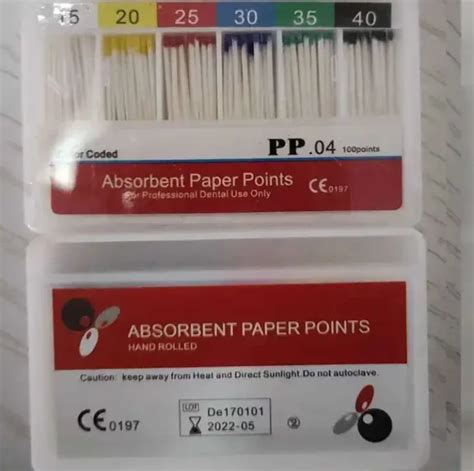 15 20 25 30 35 40
Color Coded PP.04 100points
Absorbent Paper Points CE0197
For Professional Dental Use Only
ABSORBENT PAPER POINTS
HAND ROLLED
Caution: keep away from Heat and Direct Sunlight.Do not autoclave.
CE0197
LOT De170101
2022-05 ②